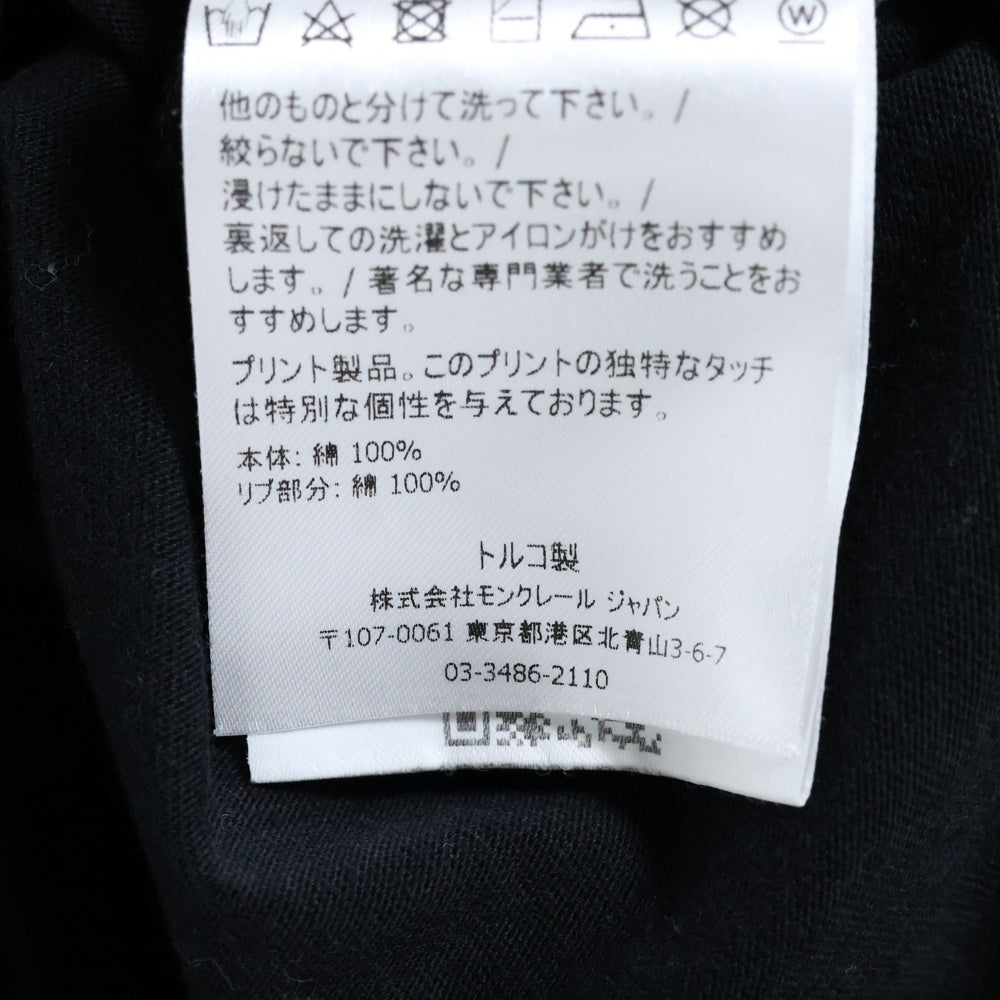 W
他のものと分けて洗って下さい。/
絞らないで下さい。/
浸けたままにしないで下さい。/
裏返しての洗濯とアイロンがけをおすすめ
します。/ 著名な専門業者で洗うことをお
すすめします。
プリント製品。このプリントの独特なタッチ
は特別な個性を与えております。
本体: 綿 100%
リブ部分: 綿 100%
トルコ製
株式会社モンクレール ジャパン
〒107-0061 東京都港区北青山3-6-7
03-3486-2110